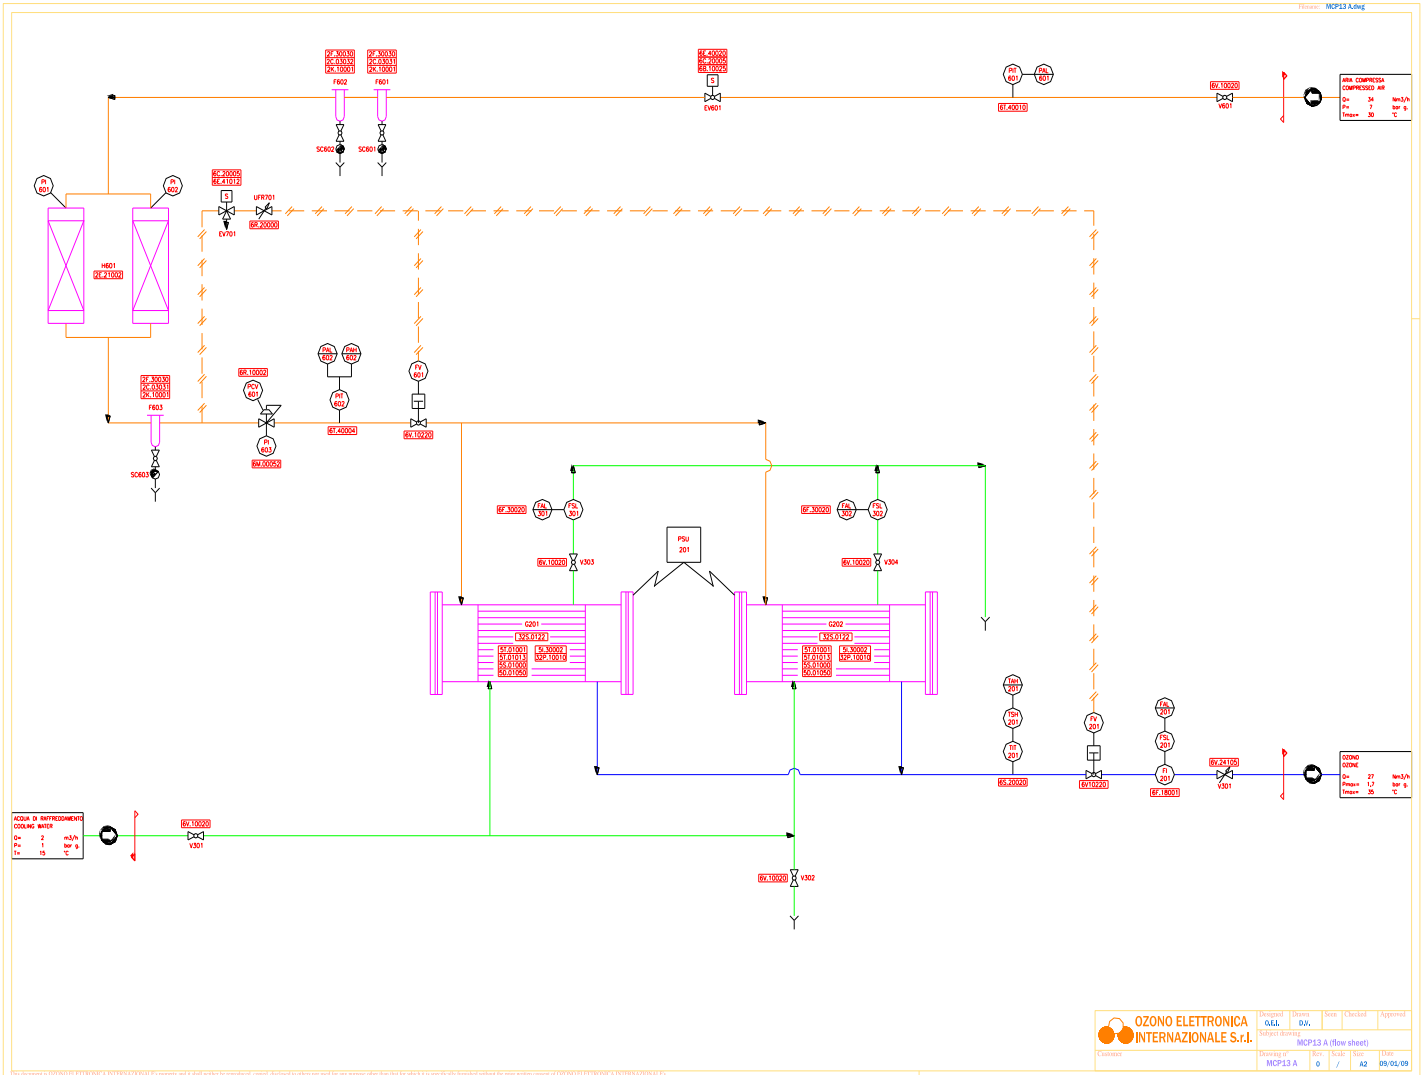 Filename: MCP13 A.dwg
2F.30030
2C.03032
2K.10001
F602
2F.30030
2C.03031
2K.10001
F601
SC602
SC601
6E.40020
6C.20005
6B.10025
S
EV601
PIT
601
PAL
601
6T.40010
6V.10020
V601
ARIA COMPRESSA
COMPRESSED AIR
Q= 34 Nm3/h
P= 7 bar g.
Tmax= 30 °C
PI
601
PI
602
H601
2E.21002
6C.20005
6E.41012
S
EV701
UFR701
6R.20000
2F.30030
2C.03031
2K.10001
F603
SC603
6R.10002
PCV
601
PI
603
6M.00052
PAL
602
PAH
602
PIT
602
6T.40004
FV
601
6V.10220
6F.30020
FAL
301
FSL
301
6V.10020
V303
PSU
201
6F.30020
FAL
302
FSL
302
6V.10020
V304
G201
32S.0122
5T.01001 5I.30002
5T.01013 32P.10010
5S.01000
5O.01050
G202
32S.0122
5T.01001 5I.30002
5T.01013 32P.10010
5S.01000
5O.01050
TAH
201
TSH
201
TIT
201
6S.20020
FV
201
6V10220
FAL
201
FSL
201
FI
201
6F.18001
6V.24105
V301
OZONO
OZONE
Q= 27 Nm3/h
Pmax= 1,7 bar g.
Tmax= 35 °C
ACQUA DI RAFFREDDAMENTO
COOLING WATER
Q= 2 m3/h
P= 1 bar g.
T= 15 °C
6V.10020
V301
6V.10020
V302
OZONO ELETTRONICA
INTERNAZIONALE S.r.l.
Customer
Designed Drawn Seen Checked Approved
O.E.I. D.V.
Subject drawing
MCP13 A (flow sheet)
Drawing n° Rev. Scale Size Date
MCP13 A 0 / A2 09/01/09